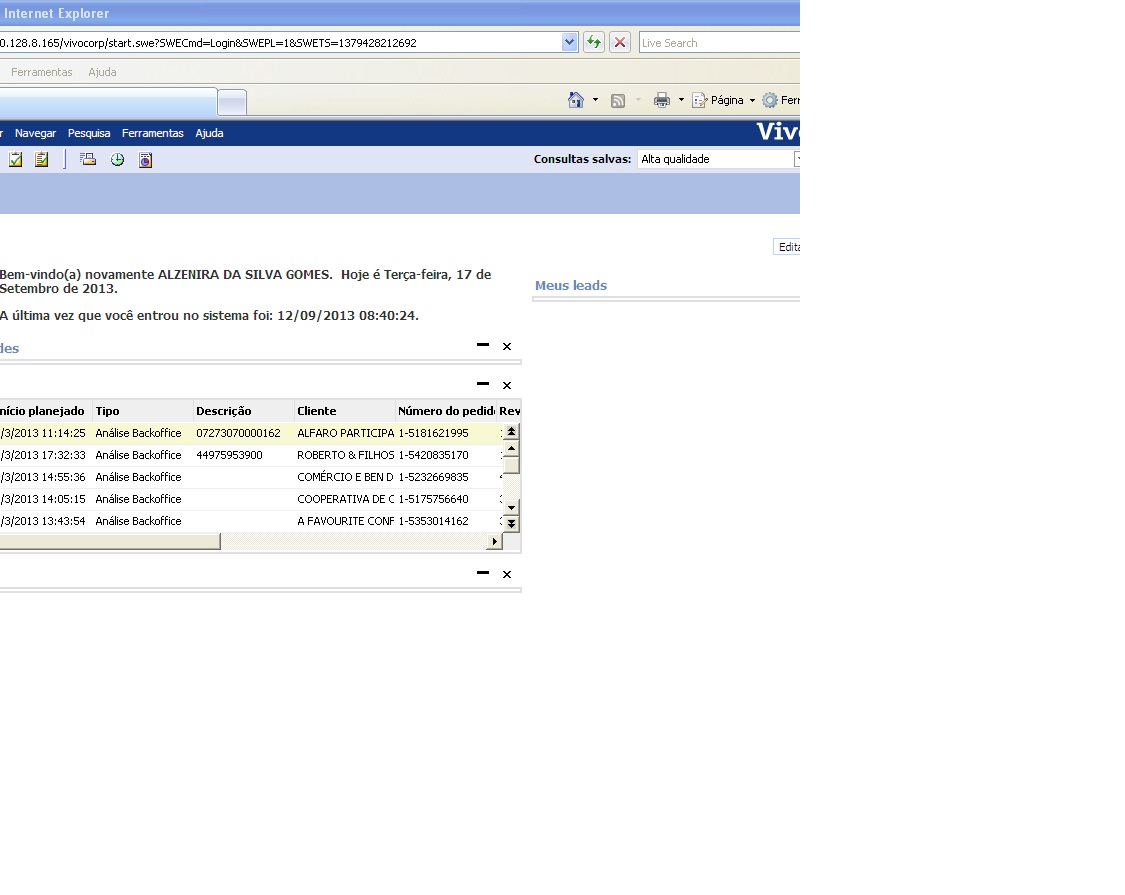 Internet Explorer
0.128.8.165/vivocorp/start.swe?SWECmd=Login&SWEPL=1&SWETS=1379428212692
Live Search
Ferramentas Ajuda
Página Ferr
r Navegar Pesquisa Ferramentas Ajuda
Viv
Consultas salvas: Alta qualidade
Edita
Bem-vindo(a) novamente ALZENIRA DA SILVA GOMES. Hoje é Terça-feira, 17 de
Setembro de 2013.
Meus leads
A última vez que você entrou no sistema foi: 12/09/2013 08:40:24.
des
nício planejado Tipo Descrição Cliente Número do pedid Rev
/3/2013 11:14:25 Análise Backoffice 07273070000162 ALFARO PARTICIPA 1-5181621995
/3/2013 17:32:33 Análise Backoffice 44975953900 ROBERTO & FILHOS 1-5420835170
/3/2013 14:55:36 Análise Backoffice COMÉRCIO E BEN D 1-5232669835
/3/2013 14:05:15 Análise Backoffice COOPERATIVA DE C 1-5175756640
/3/2013 13:43:54 Análise Backoffice A FAVOURITE CONF 1-5353014162